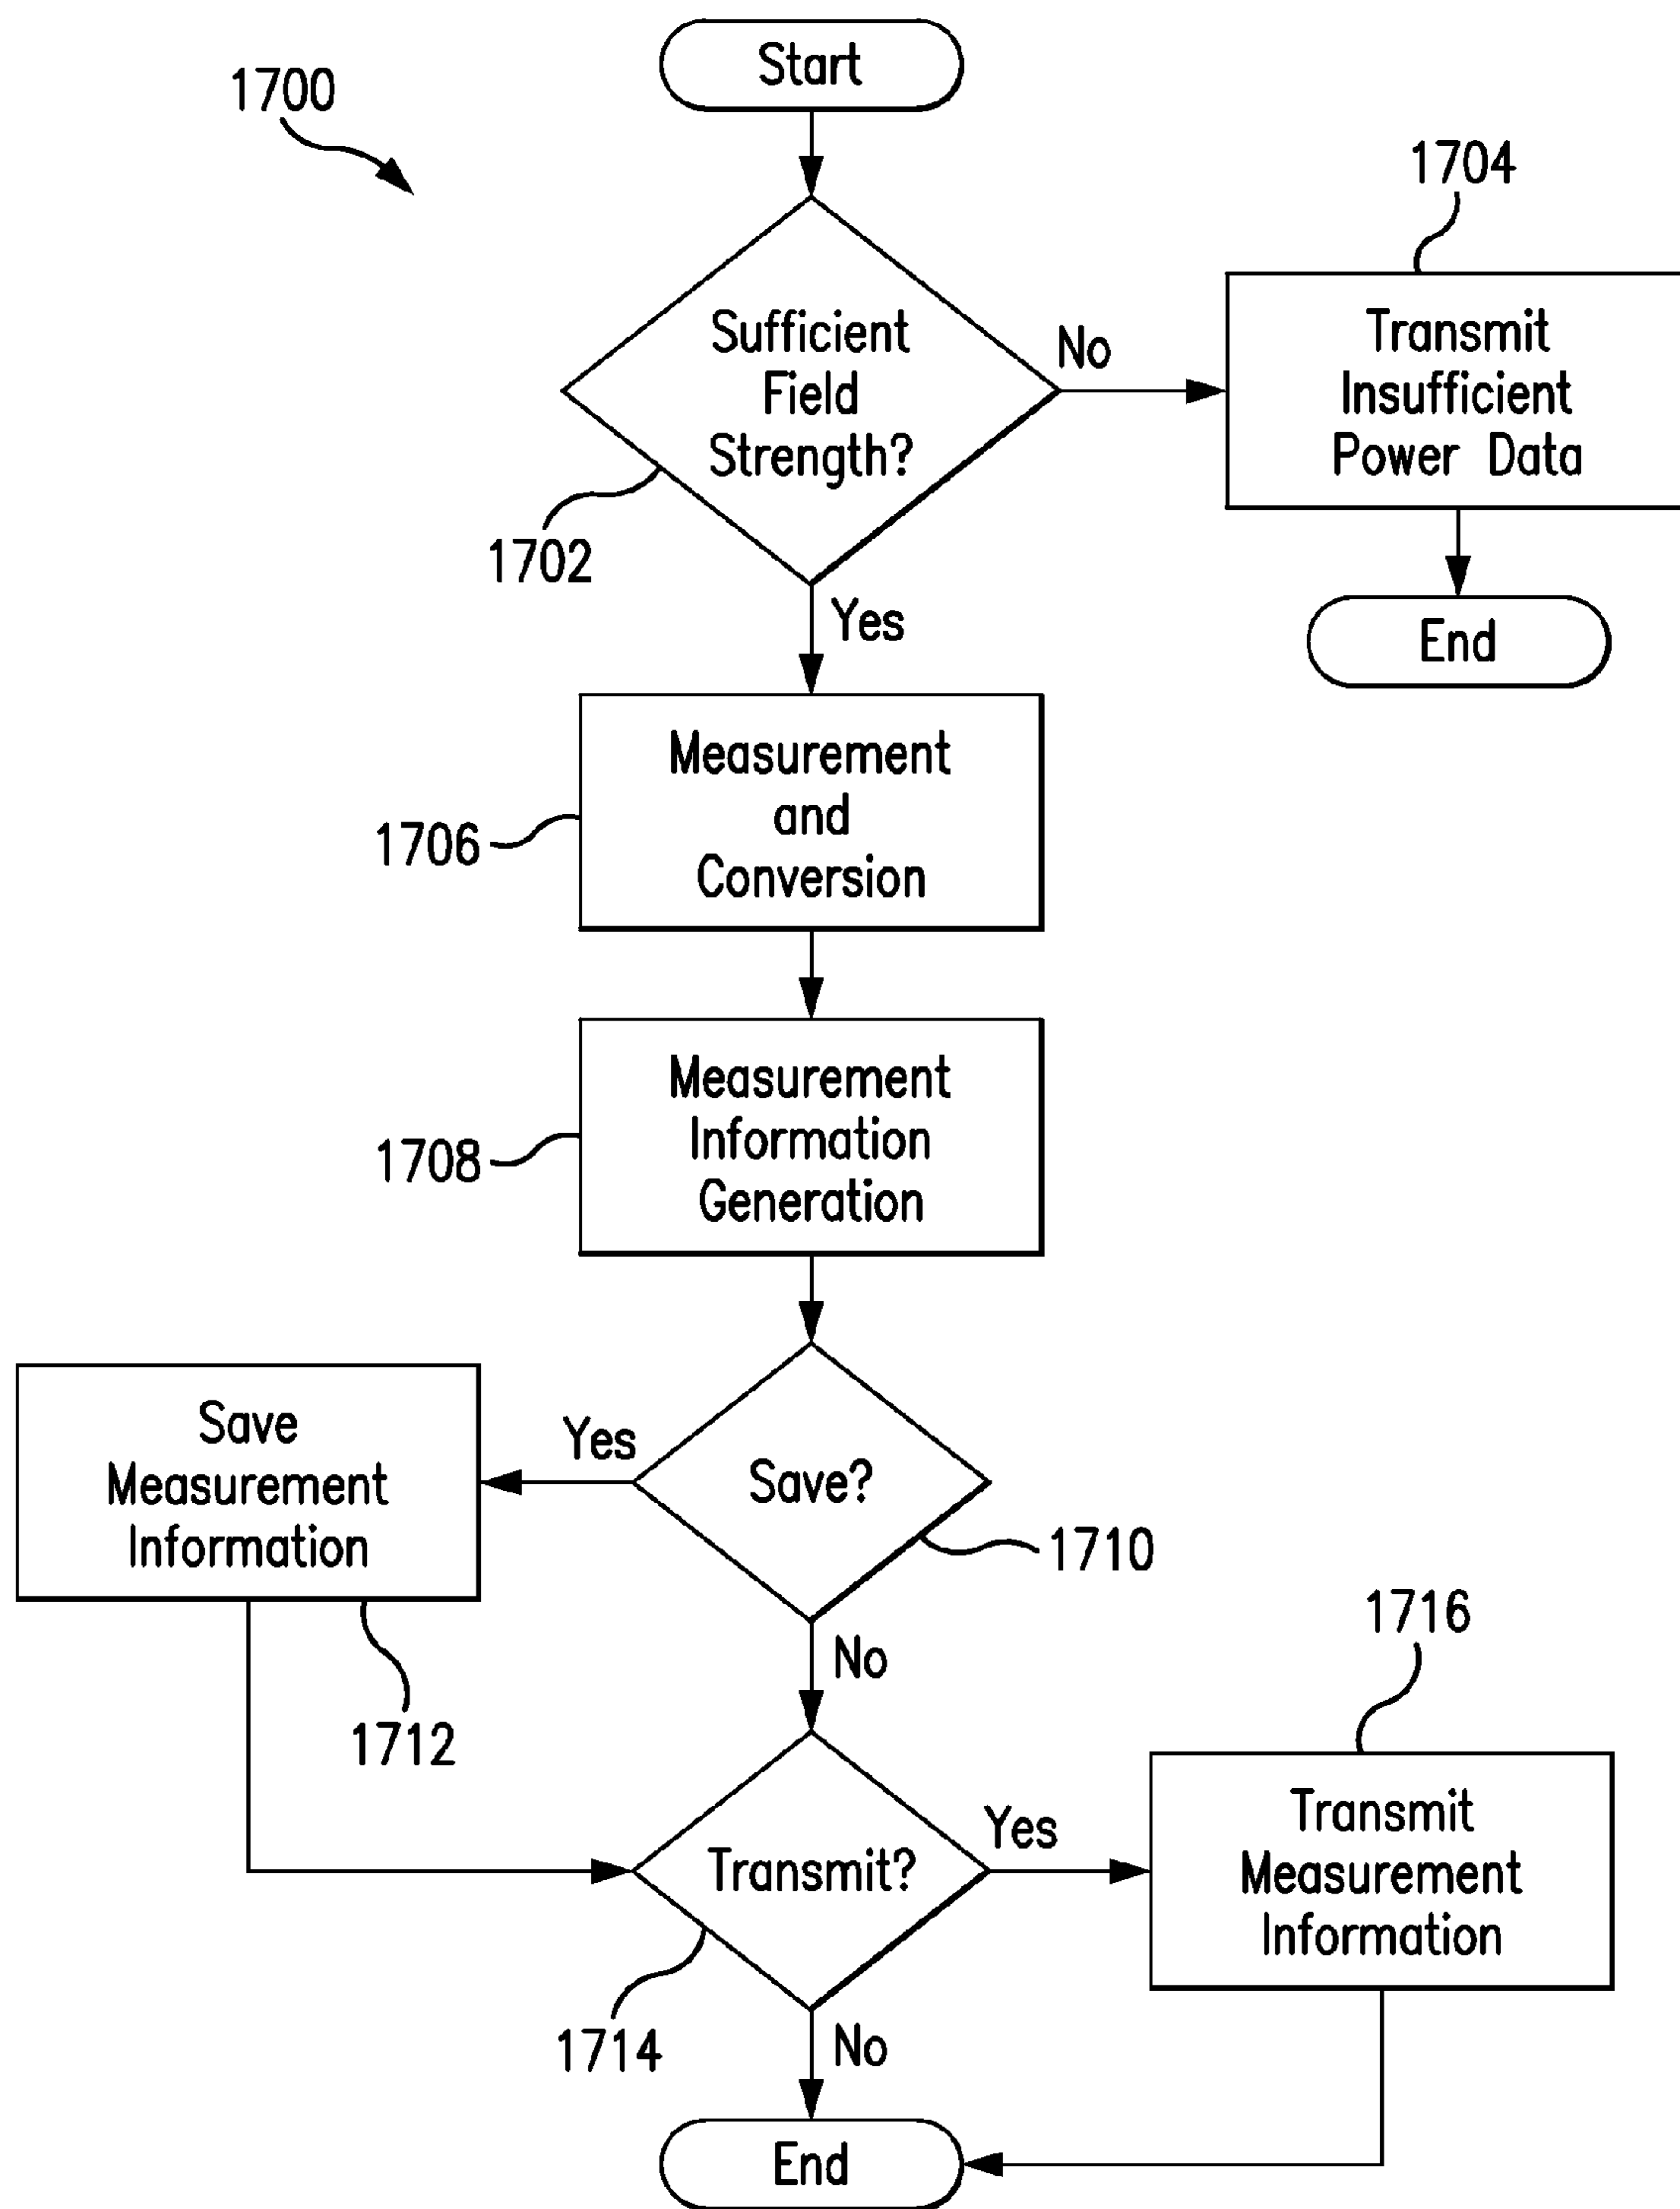 Start
1700
1704
Sufficient
Field
Strength?
No
Transmit
Insufficient
Power Data
1702
Yes
End
Measurement
and
Conversion
1706
Measurement
Information
Generation
1708
Save
Measurement
Information
Yes
Save?
1710
1712
No
1716
Transmit?
Yes
Transmit
Measurement
Information
1714
No
End